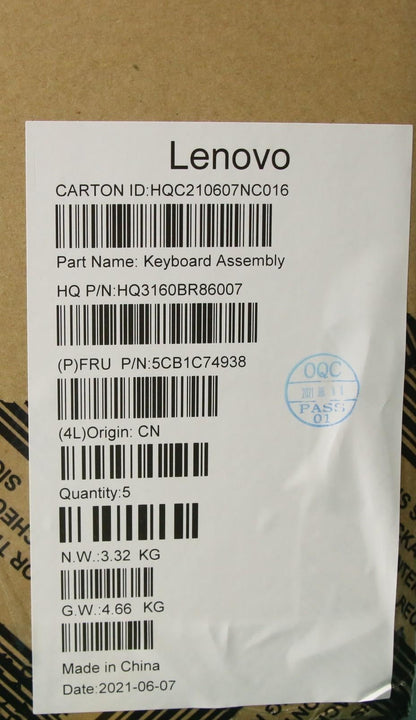 Lenovo
CARTON ID:HQC210607NC016
Part Name: Keyboard Assembly
HQ P/N:HQ3160BR86007
(P)FRU P/N:5CB1C74938
OQC
PASS
01
(4L)Origin: CN
Quantity:5
N.W.:3.32 KG
G.W.:4.66 KG
Made in China
Date:2021-06-07